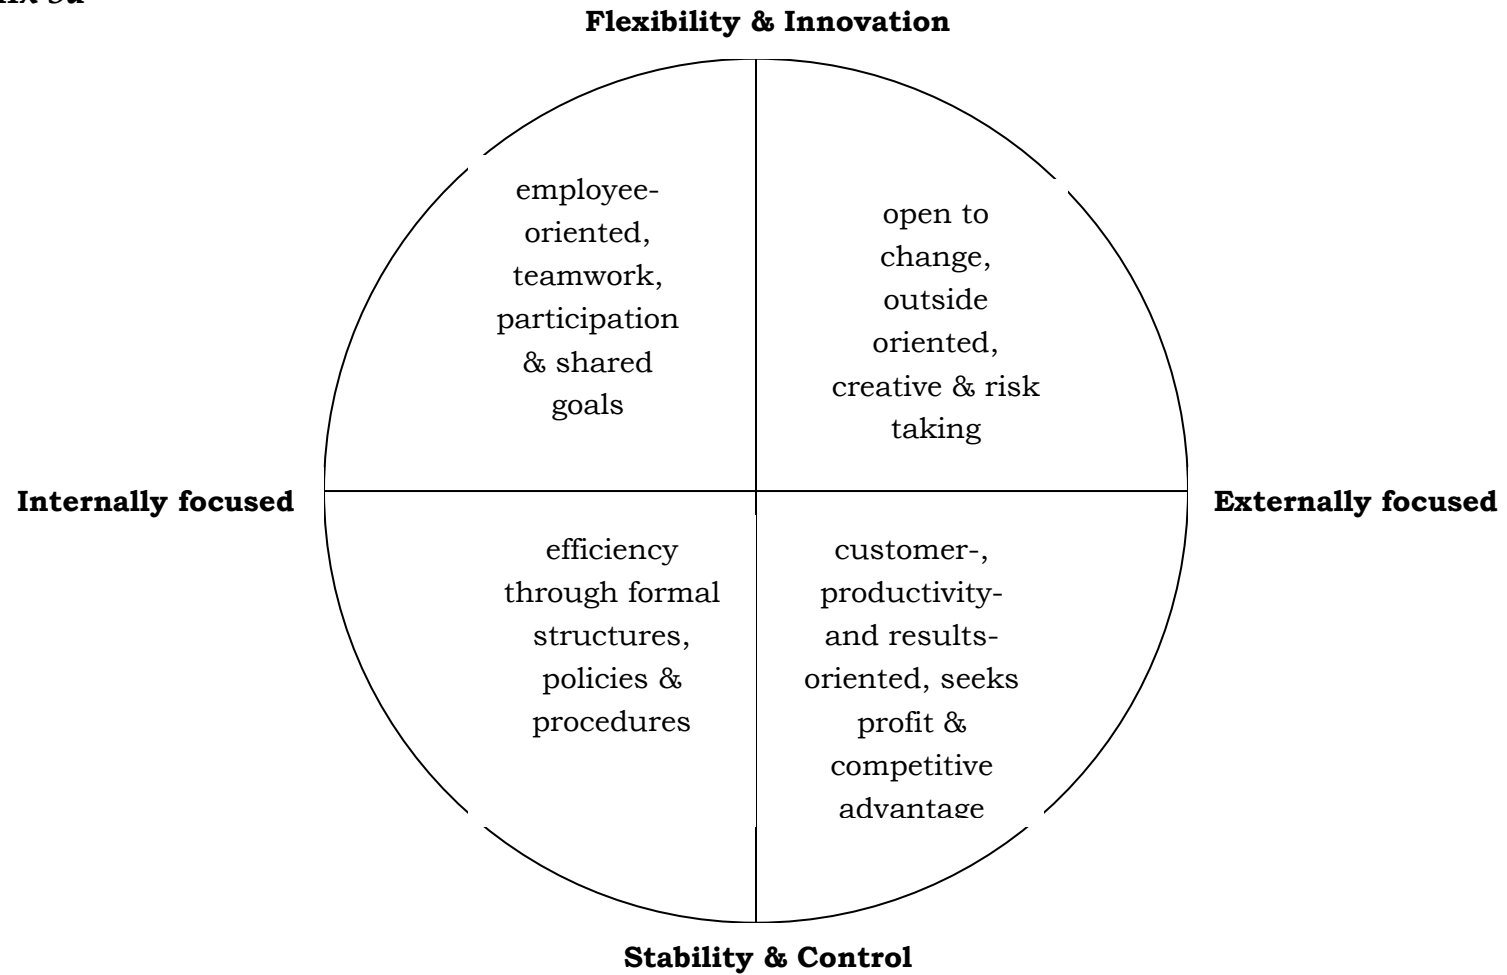 Flexibility & Innovation
employee-
oriented,
teamwork,
participation
& shared
goals
open to
change,
outside
oriented,
creative & risk
taking
Internally focused
Externally focused
efficiency
through formal
structures,
policies &
procedures
customer-,
productivity-
and results-
oriented, seeks
profit &
competitive
advantage
Stability & Control